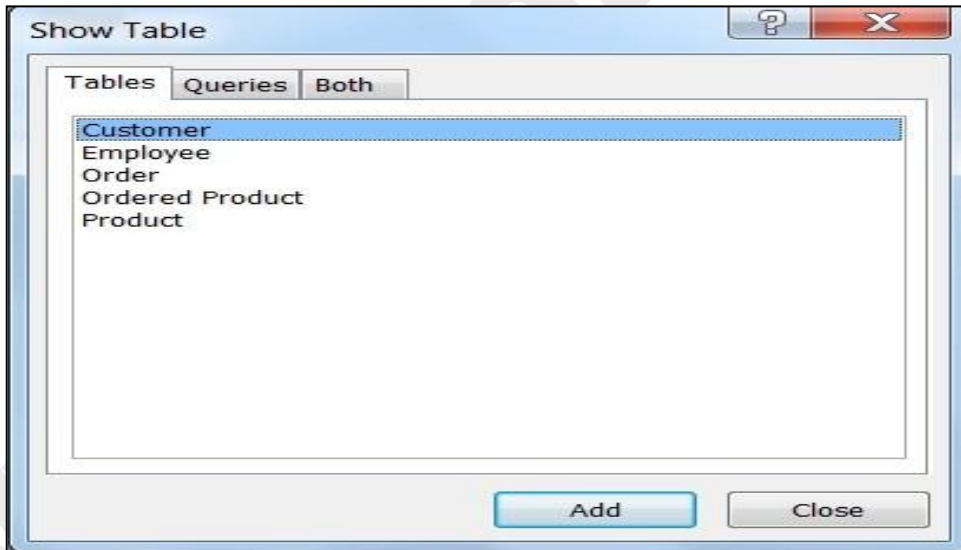 Show Table
Tables Queries Both
Customer
Employee
Order
Ordered Product
Product
Add Close